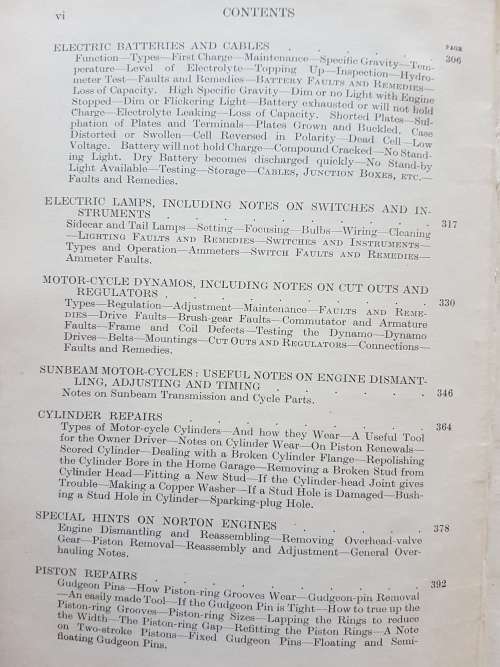 vi
CONTENTS
PAGE
ELECTRIC BATTERIES AND CABLES . . . . . . 306
Function—Types—First Charge—Maintenance—Specific Gravity—Tem-
perature—Level of Electrolyte—Topping Up—Inspection—Hydro-
meter Test—Faults and Remedies—BATTERY FAULTS AND REMEDIES—
Loss of Capacity. High Specific Gravity—Dim or no Light with Engine
Stopped—Dim or Flickering Light—Battery exhausted or will not hold
Charge—Electrolyte Leaking—Loss of Capacity. Shorted Plates—Sul-
phation of Plates and Terminals—Plates Grown and Buckled. Case
Distorted or Swollen—Cell Reversed in Polarity—Dead Cell—Low
Voltage. Battery will not hold Charge—Compound Cracked—No Stand-
ing Light. Dry Battery becomes discharged quickly—No Stand-by
Light Available—Testing—Storage—CABLES, JUNCTION BOXES, ETC.—
Faults and Remedies.
ELECTRIC LAMPS, INCLUDING NOTES ON SWITCHES AND IN-
STRUMENTS . . . . . . . . . . 317
Sidecar and Tail Lamps—Setting—Focusing—Bulbs—Wiring—Cleaning
—LIGHTING FAULTS AND REMEDIES—SWITCHES AND INSTRUMENTS—
Types and Operation—Ammeters—SWITCH FAULTS AND REMEDIES—
Ammeter Faults.
MOTOR-CYCLE DYNAMOS, INCLUDING NOTES ON CUT OUTS AND
REGULATORS . . . . . . . . . . 330
Types—Regulation—Adjustment—Maintenance—FAULTS AND REME-
DIES—Drive Faults—Brush-gear Faults—Commutator and Armature
Faults—Frame and Coil Defects—Testing the Dynamo—Dynamo
Drives—Belts—Mountings—CUT OUTS AND REGULATORS—Connections—
Faults and Remedies.
SUNBEAM MOTOR-CYCLES: USEFUL NOTES ON ENGINE DISMANT-
LING, ADJUSTING AND TIMING . . . . . . 346
Notes on Sunbeam Transmission and Cycle Parts.
CYLINDER REPAIRS . . . . . . . . . 364
Types of Motor-cycle Cylinders—And how they Wear—A Useful Tool
for the Owner Driver—Notes on Cylinder Wear—On Piston Renewals—
Scored Cylinder—Dealing with a Broken Cylinder Flange—Repolishing
the Cylinder Bore in the Home Garage—Removing a Broken Stud from
Cylinder Head—Fitting a New Stud—If the Cylinder-head Joint gives
Trouble—Making a Copper Washer—If a Stud Hole is Damaged—Bush-
ing a Stud Hole in Cylinder—Sparking-plug Hole.
SPECIAL HINTS ON NORTON ENGINES . . . . . 378
Engine Dismantling and Reassembling—Removing Overhead-valve
Gear—Piston Removal—Reassembly and Adjustment—General Over-
hauling Notes.
PISTON REPAIRS . . . . . . . . . . 392
Gudgeon Pins—How Piston-ring Grooves Wear—Gudgeon-pin Removal
—An easily made Tool—If the Gudgeon Pin is Tight—How to true up the
Piston-ring Grooves—Piston-ring Sizes—Lapping the Rings to reduce
the Width—The Piston-ring Gap—Refitting the Piston Rings—A Note
on Two-stroke Pistons—Fixed Gudgeon Pins—Floating and Semi-
floating Gudgeon Pins.